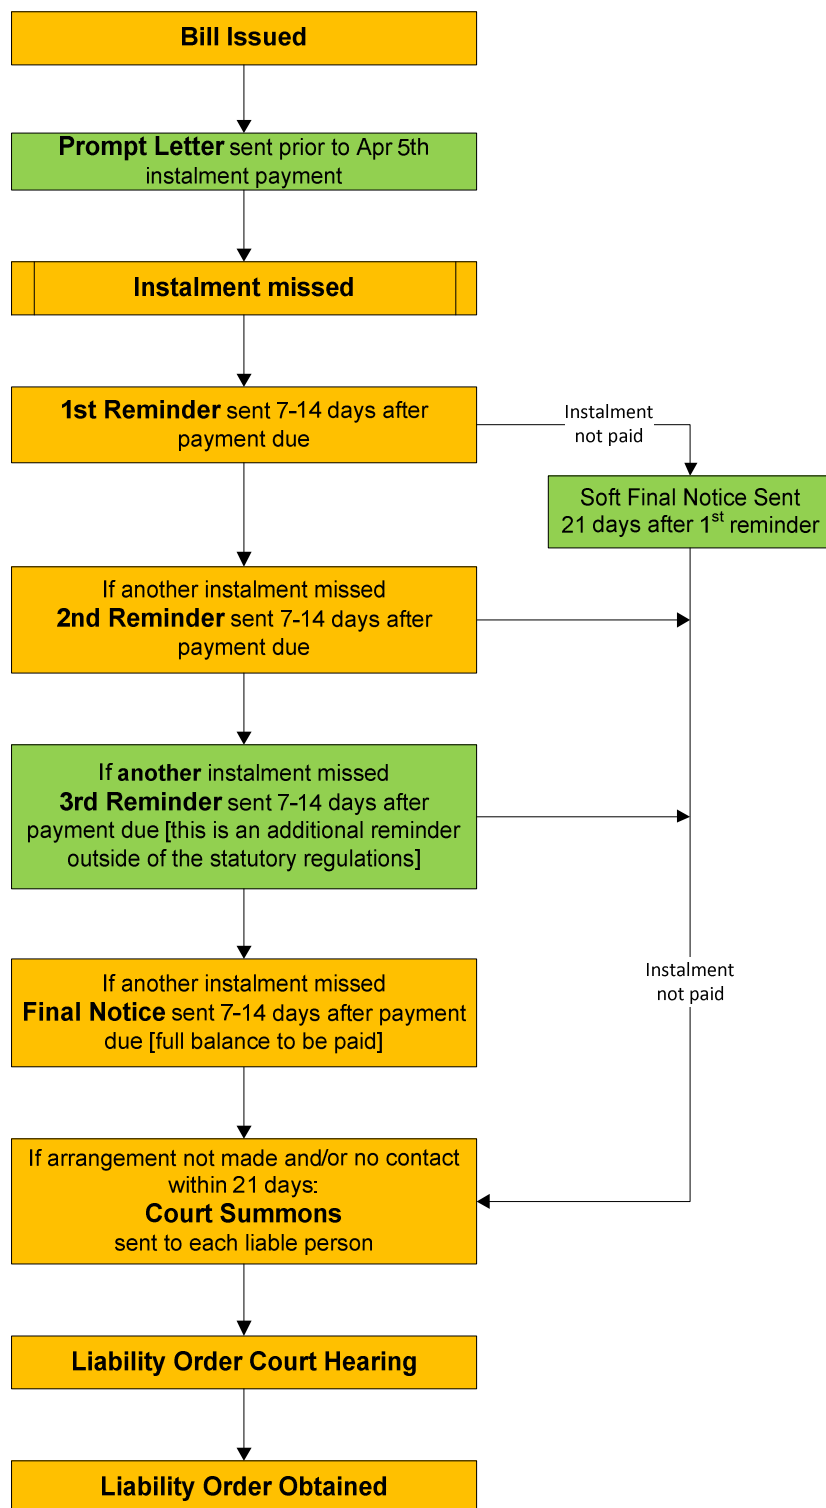 Bill Issued
Prompt Letter sent prior to Apr 5th
instalment payment
Instalment missed
1st Reminder sent 7-14 days after
payment due
Instalment
not paid
Soft Final Notice Sent
21 days after 1st reminder
If another instalment missed
2nd Reminder sent 7-14 days after
payment due
If another instalment missed
3rd Reminder sent 7-14 days after
payment due [this is an additional reminder
outside of the statutory regulations]
If another instalment missed
Final Notice sent 7-14 days after payment
due [full balance to be paid]
Instalment
not paid
If arrangement not made and/or no contact
within 21 days:
Court Summons
sent to each liable person
Liability Order Court Hearing
Liability Order Obtained